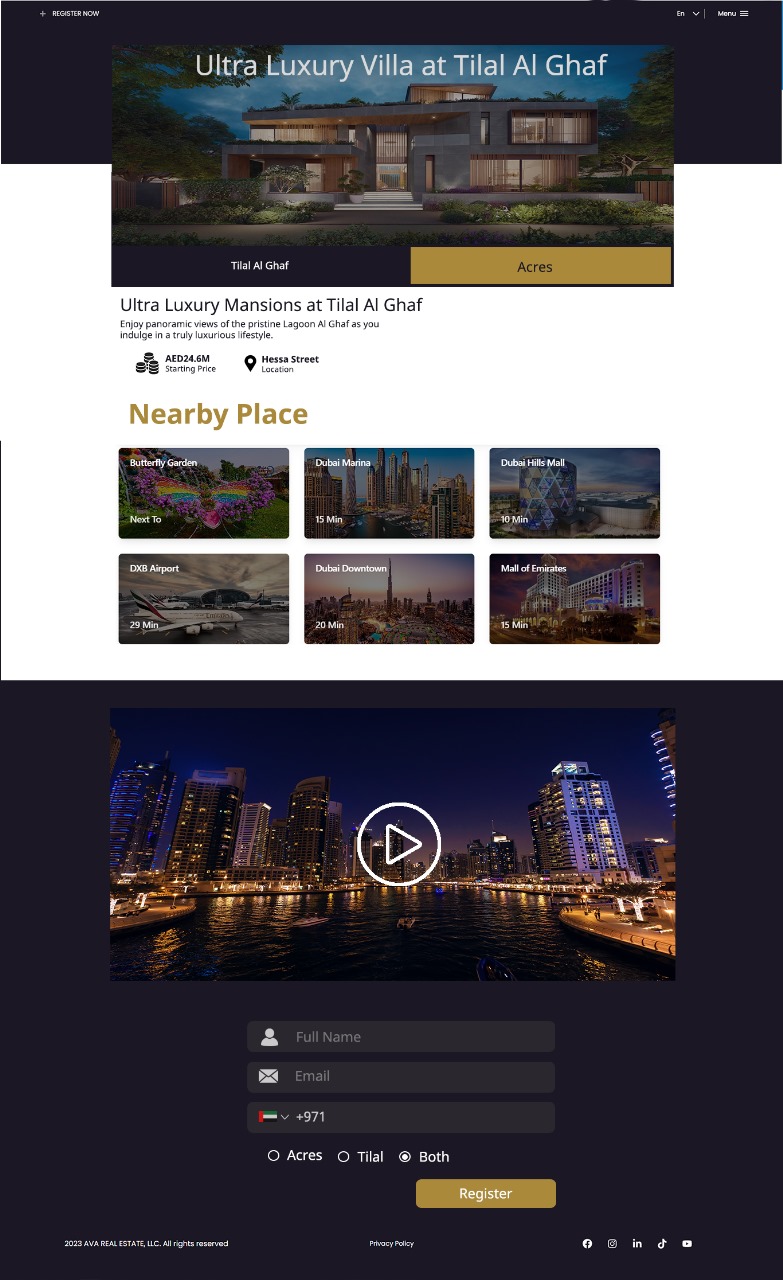 + REGISTER NOW
En
Menu
Ultra Luxury Villa at Tilal Al Ghaf
Tilal Al Ghaf
Acres
Ultra Luxury Mansions at Tilal Al Ghaf
Enjoy panoramic views of the pristine Lagoon Al Ghaf as you
indulge in a truly luxurious lifestyle.
AED24.6M
Starting Price
Hessa Street
Location
Nearby Place
Butterfly Garden
Next To
Dubai Marina
15 Min
Dubai Hills Mall
10 Min
DXB Airport
Emirates
29 Min
Dubai Downtown
20 Min
Mall of Emirates
15 Min
Full Name
Email
+971
Acres
Tilal
Both
Register
2023 AVA REAL ESTATE, LLC. All rights reserved
Privacy Policy